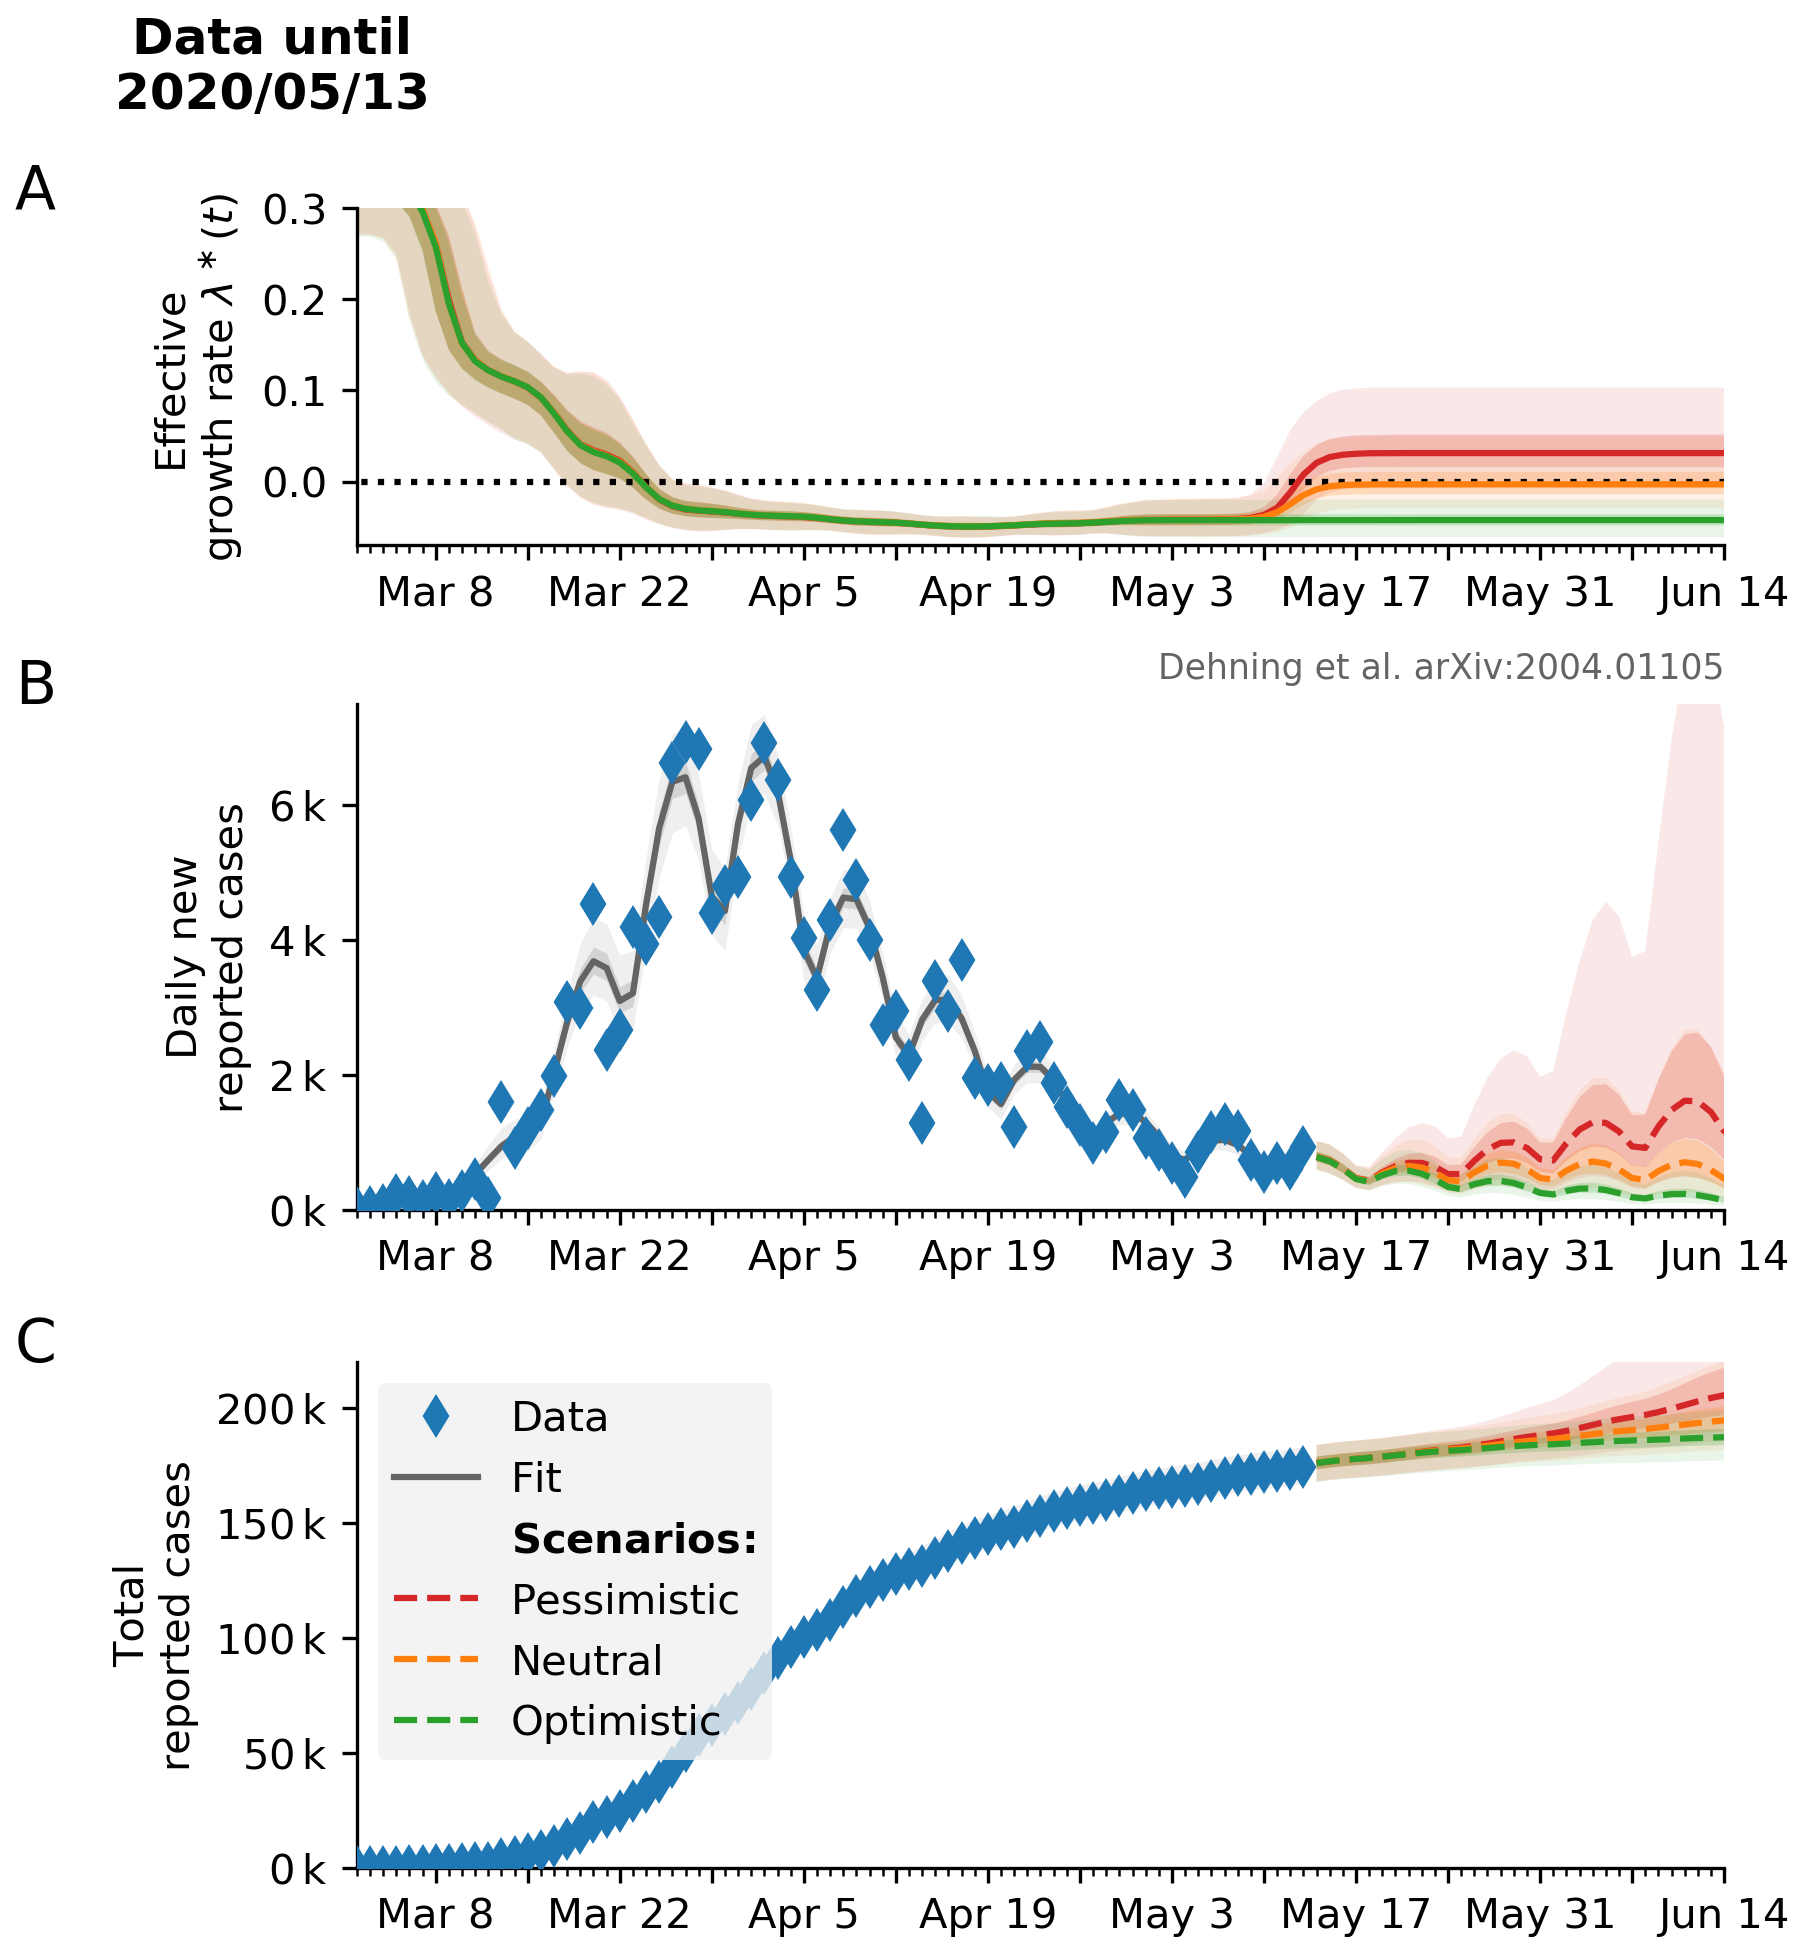 Data until
2020/05/13
A
Effective
growth rate λ * (t)
0.3
0.2
0.1
0.0
Mar 8 Mar 22 Apr 5 Apr 19 May 3 May 17 May 31 Jun 14
B
Dehning et al. arXiv:2004.01105
Daily new
reported cases
6 k
4 k
2 k
0 k
Mar 8 Mar 22 Apr 5 Apr 19 May 3 May 17 May 31 Jun 14
C
Total
reported cases
200 k
150 k
100 k
50 k
0 k
Data
Fit
Scenarios:
Pessimistic
Neutral
Optimistic
Mar 8 Mar 22 Apr 5 Apr 19 May 3 May 17 May 31 Jun 14